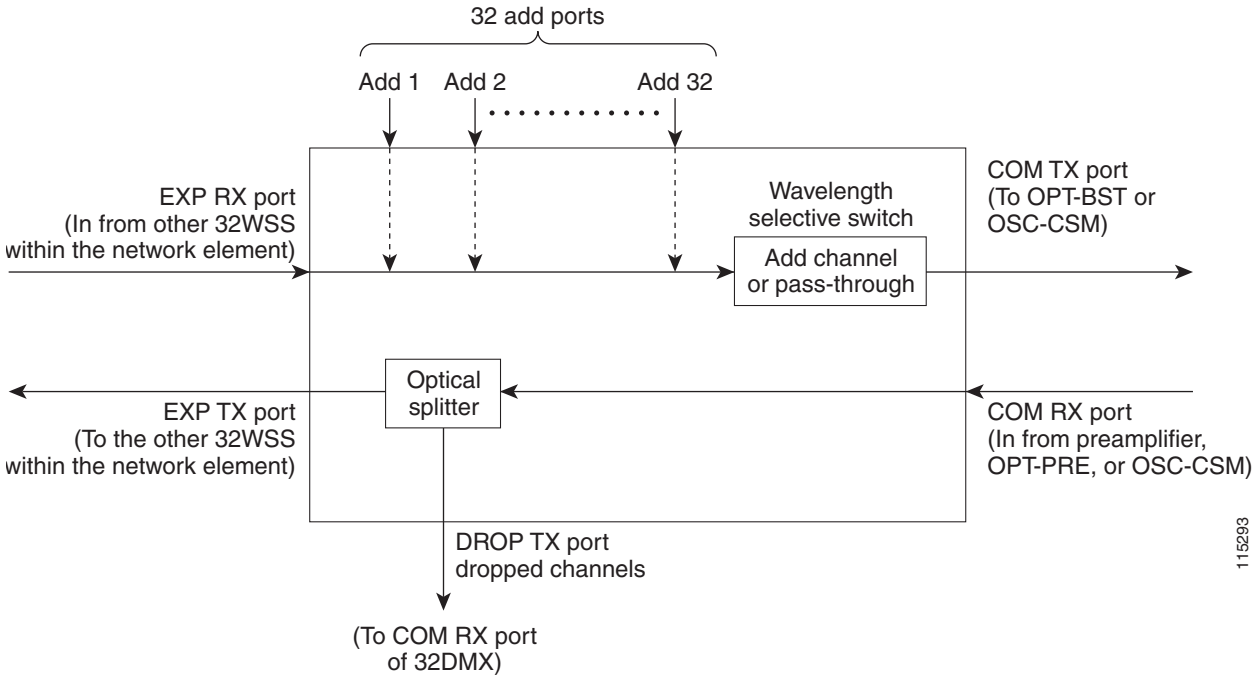 32 add ports
Add 1
Add 2
Add 32
EXP RX port
(In from other 32WSS
within the network element)
Wavelength
selective switch
Add channel
or pass-through
COM TX port
(To OPT-BST or
OSC-CSM)
Optical
splitter
EXP TX port
(To the other 32WSS
within the network element)
COM RX port
(In from preamplifier,
OPT-PRE, or OSC-CSM)
DROP TX port
dropped channels
(To COM RX port
of 32DMX)
115293